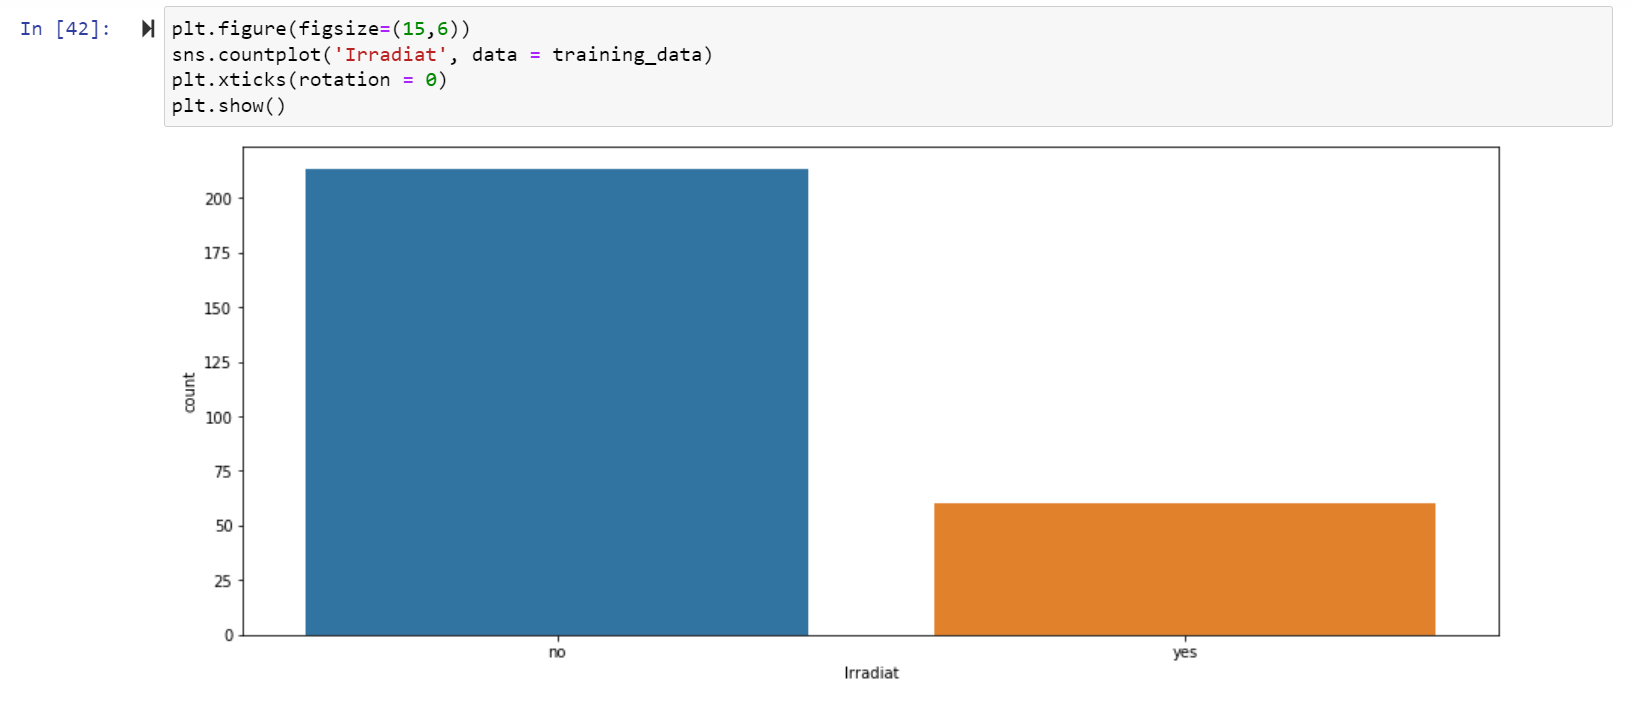 In [42]:
plt.figure(figsize=(15,6))
sns.countplot('Irradiat', data = training_data)
plt.xticks(rotation = 0)
plt.show()
200
175
150
125
100
75
50
25
0
count
no
yes
Irradiat